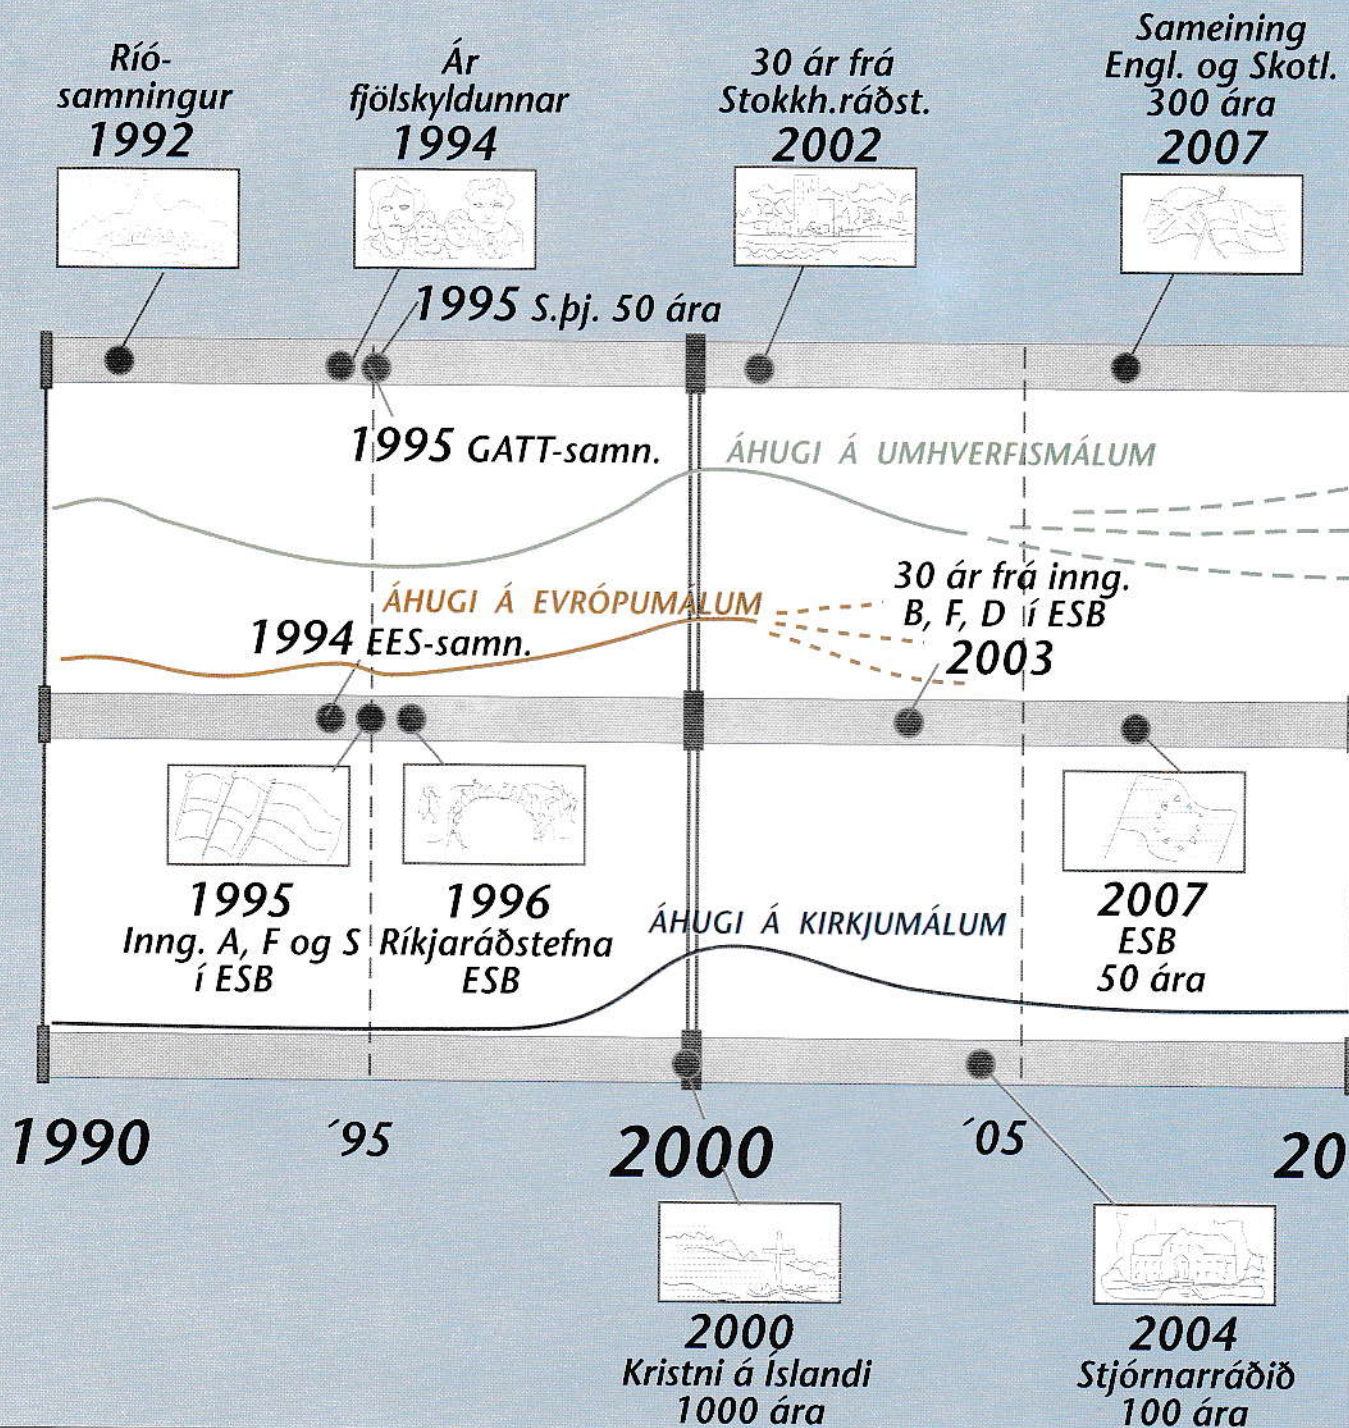 Ríó-
samningur
1992
Ár
fjölskyldunnar
1994
30 ár frá
Stokkh.ráðst.
2002
Sameining
Engl. og Skotl.
300 ára
2007
1995 S.þj. 50 ára
1995 GATT-samn.
ÁHUGI Á UMHVERFISMÁLUM
ÁHUGI Á EVRÓPUMÁLUM
1994 EES-samn.
30 ár frá inng.
B, F, D í ESB
2003
1995
Inng. A, F og S
í ESB
1996
Ríkjaráðstefna
ESB
ÁHUGI Á KIRKJUMÁLUM
2007
ESB
50 ára
1990
´95
2000
´05
20
2000
Kristni á Íslandi
1000 ára
2004
Stjórnarráðið
100 ára